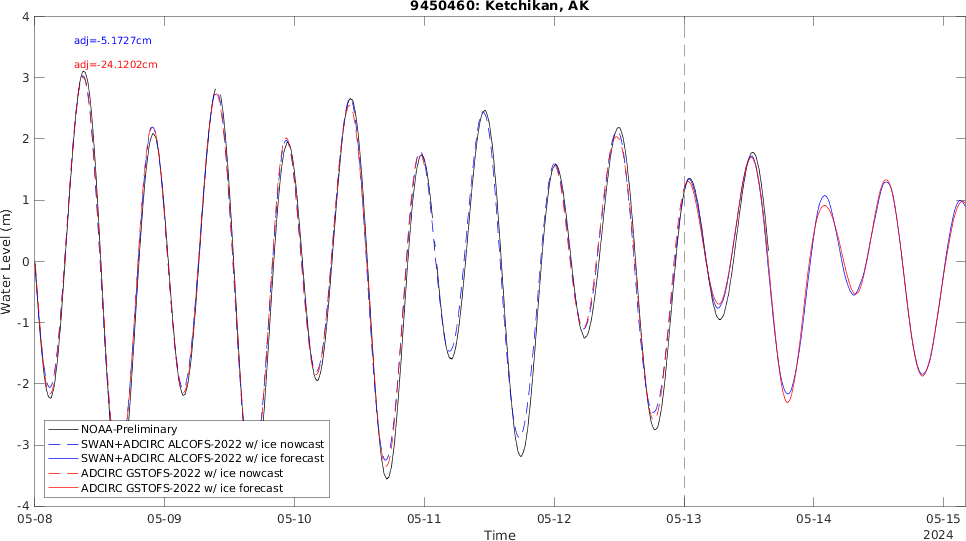 9450460: Ketchikan, AK
adj=-5.1727cm
adj=-24.1202cm
4
3
2
1
0
-1
-2
-3
-4
Water Level (m)
NOAA-Preliminary
SWAN+ADCIRC ALCOFS-2022 w/ ice nowcast
SWAN+ADCIRC ALCOFS-2022 w/ ice forecast
ADCIRC GSTOFS-2022 w/ ice nowcast
ADCIRC GSTOFS-2022 w/ ice forecast
05-08 05-09 05-10 05-11 05-12 05-13 05-14 05-15
Time
2024